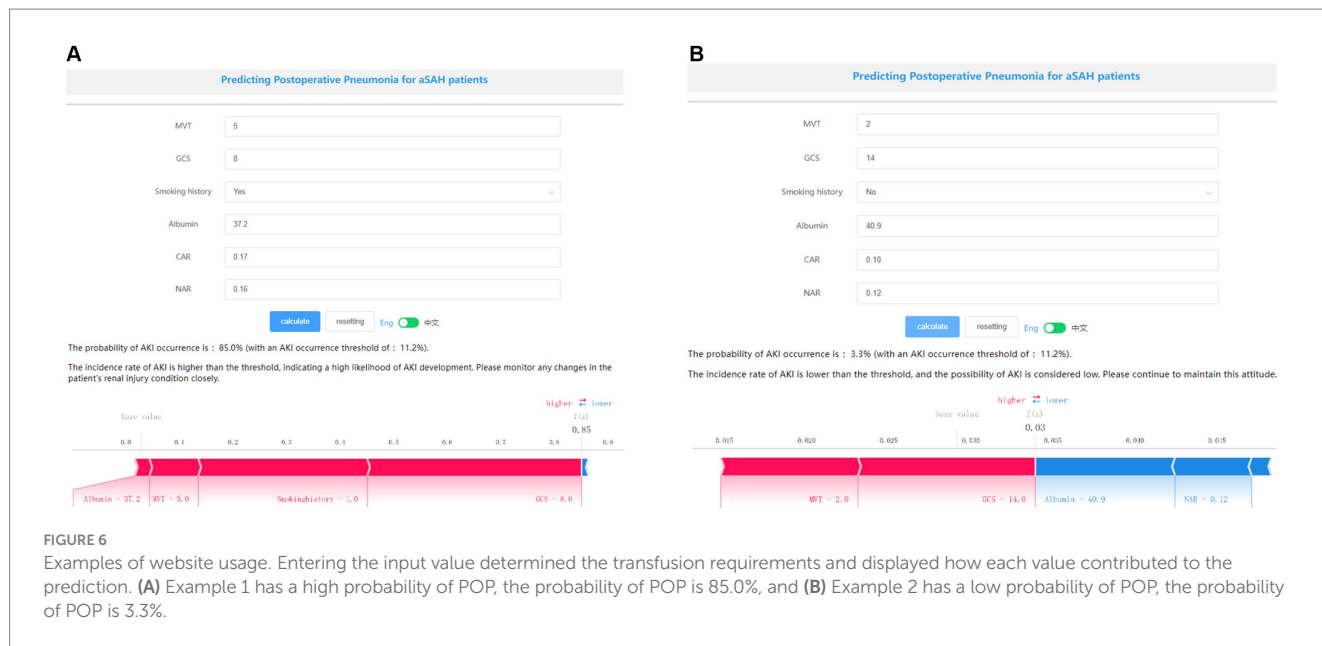 A
Predicting Postoperative Pneumonia for aSAH patients
MVT 5
GCS 8
Smoking history Yes
Albumin 37.2
CAR 0.17
NAR 0.16
calculate resetting Eng 中文
The probability of AKI occurrence is : 85.0% (with an AKI occurrence threshold of : 11.2%).
The incidence rate of AKI is higher than the threshold, indicating a high likelihood of AKI development. Please monitor any changes in the
patient's renal injury condition closely.
higher ⇄ lower
base value f(x)
0.85
0.0 0.1 0.2 0.3 0.4 0.5 0.6 0.7 0.8 0.9
Albumin = 37.2 MVT = 5.0 Smokinghistory = 1.0 GCS = 8.0
B
Predicting Postoperative Pneumonia for aSAH patients
MVT 2
GCS 14
Smoking history No
Albumin 40.9
CAR 0.10
NAR 0.12
calculate resetting Eng 中文
The probability of AKI occurrence is : 3.3% (with an AKI occurrence threshold of : 11.2%).
The incidence rate of AKI is lower than the threshold, and the possibility of AKI is considered low. Please continue to maintain this attitude.
higher ⇄ lower
base value f(x)
0.03
0.015 0.020 0.025 0.030 0.035 0.040 0.015
MVT = 2.0 GCS = 14.0 Albumin = 40.9 NAR = 0.12
FIGURE 6
Examples of website usage. Entering the input value determined the transfusion requirements and displayed how each value contributed to the
prediction. (A) Example 1 has a high probability of POP, the probability of POP is 85.0%, and (B) Example 2 has a low probability of POP, the probability
of POP is 3.3%.